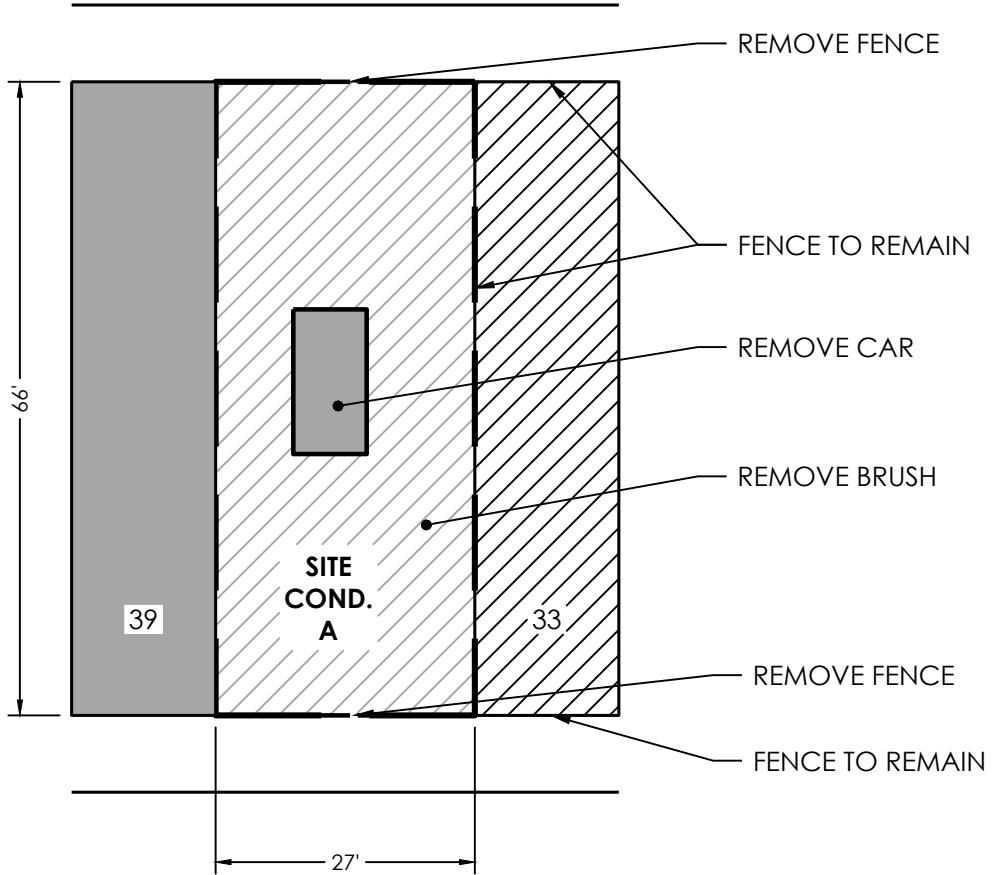 REMOVE FENCE
FENCE TO REMAIN
REMOVE CAR
66'
REMOVE BRUSH
SITE
COND.
A
39
33
REMOVE FENCE
FENCE TO REMAIN
27'